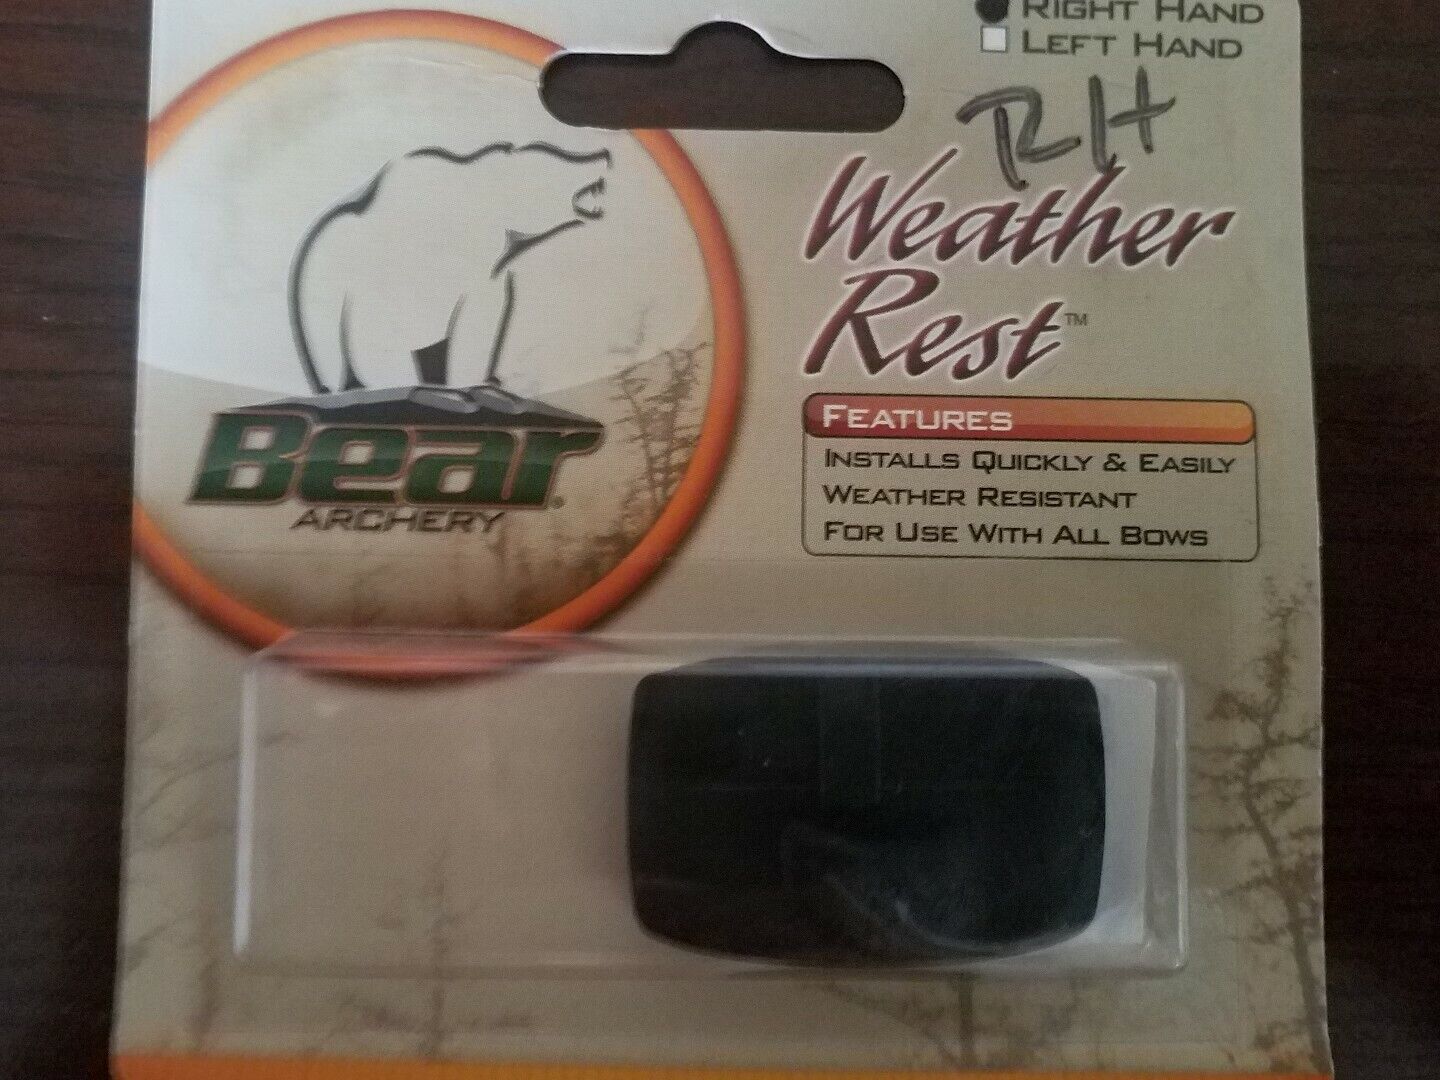 RIGHT HAND
LEFT HAND
RH
Weather
Rest™
Bear®
ARCHERY
FEATURES
INSTALLS QUICKLY & EASILY
WEATHER RESISTANT
FOR USE WITH ALL BOWS